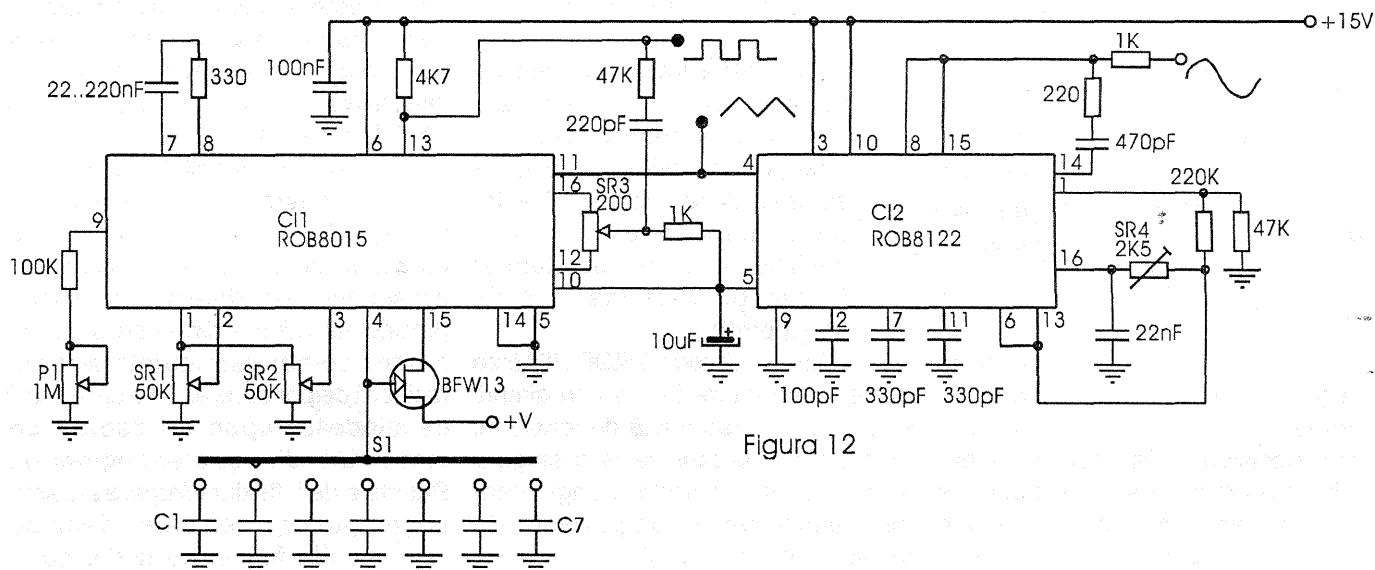 +15V
1K
22..220nF
330
100nF
4K7
47K
220
220pF
470pF
7
8
6
13
3
10
8
15
14
11
4
1
220K
16
SR3
200
9
CI1
ROB8015
1K
CI2
ROB8122
SR4
2K5
47K
100K
12
16
10
5
1
2
3
4
15
14
5
10uF
+
9
2
7
11
6
13
22nF
P1
1M
SR1
50K
SR2
50K
BFW13
+V
100pF
330pF
330pF
S1
Figura 12
C1
C7